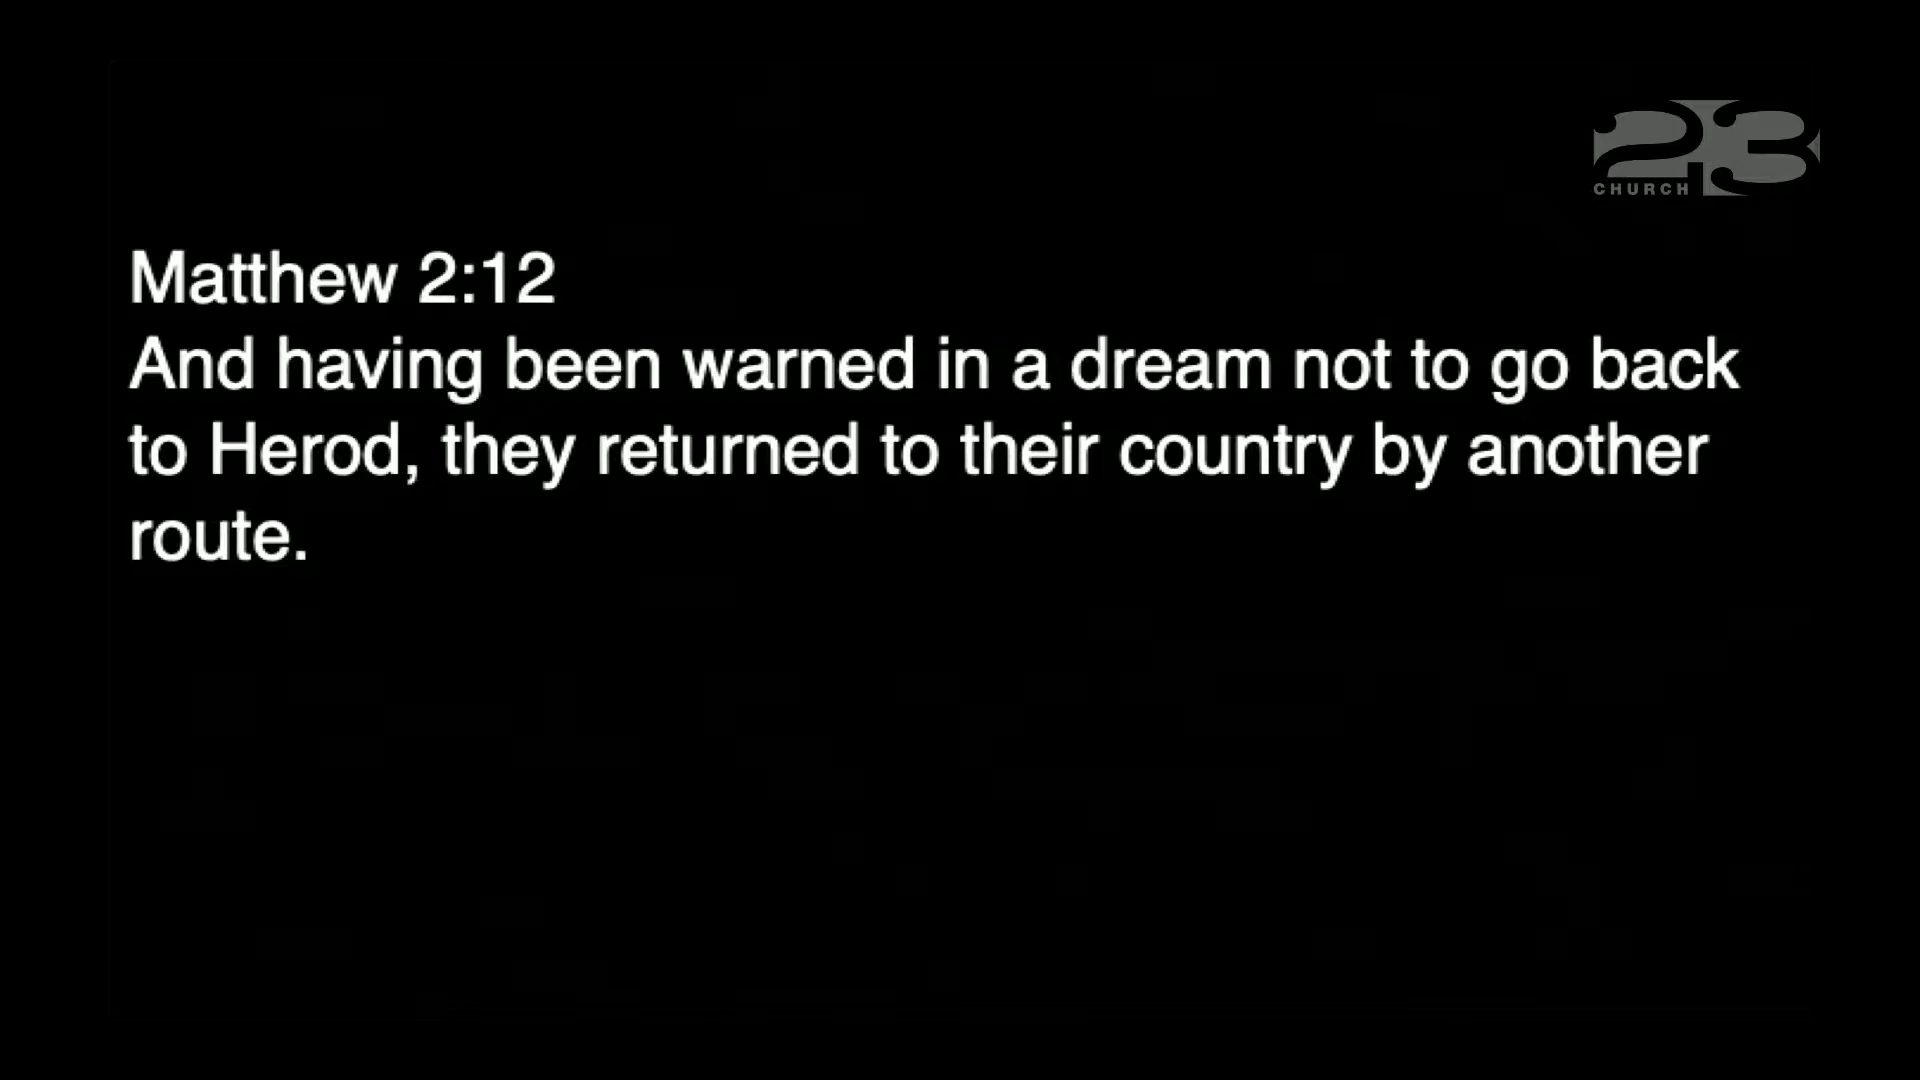 23
CHURCH
Matthew 2:12
And having been warned in a dream not to go back
to Herod, they returned to their country by another
route.